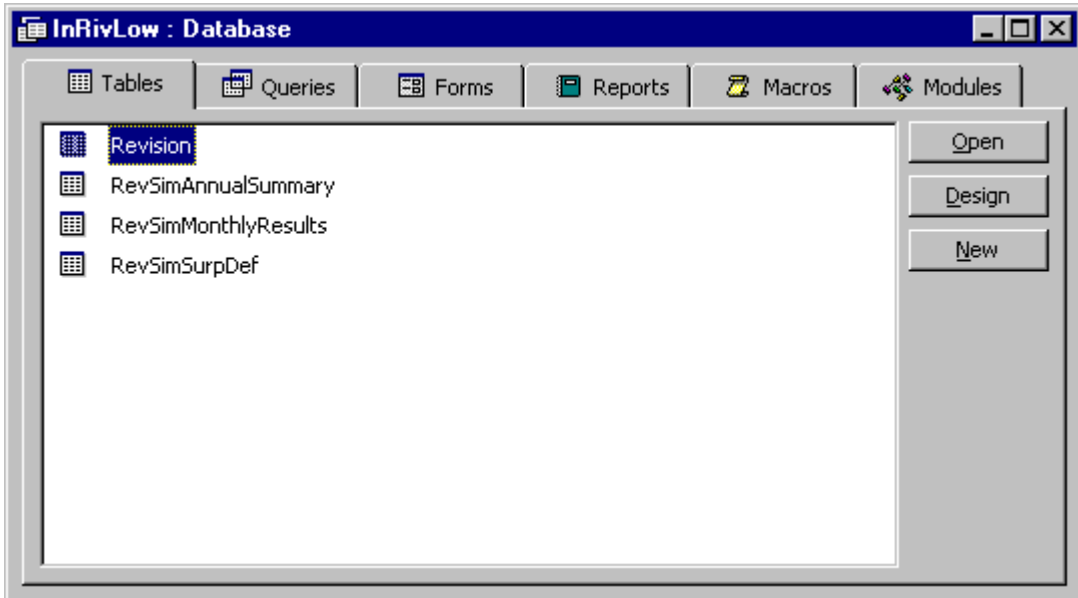 InRivLow : Database
Tables Queries Forms Reports Macros Modules
Revision
RevSimAnnualSummary
RevSimMonthlyResults
RevSimSurpDef
Open
Design
New